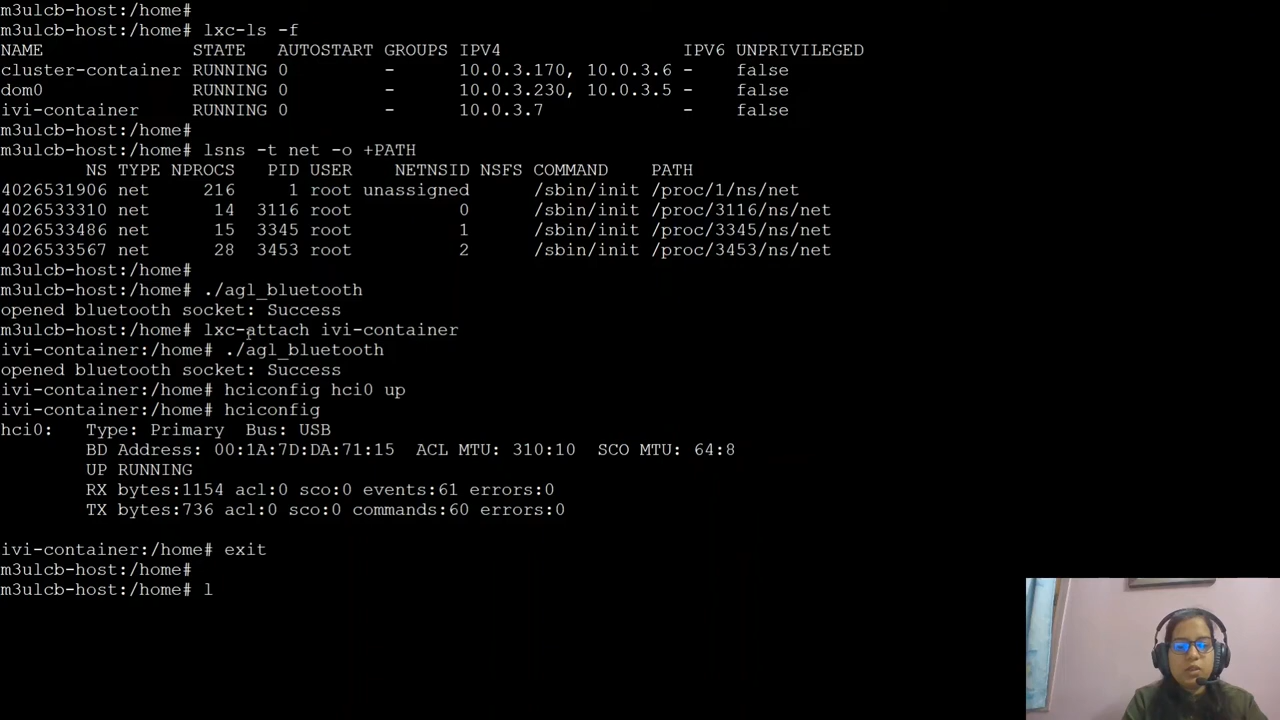 m3ulcb-host:/home#
m3ulcb-host:/home# lxc-ls -f
NAME STATE AUTOSTART GROUPS IPV4 IPV6 UNPRIVILEGED
cluster-container RUNNING 0 - 10.0.3.170, 10.0.3.6 - false
dom0 RUNNING 0 - 10.0.3.230, 10.0.3.5 - false
ivi-container RUNNING 0 - 10.0.3.7 - false
m3ulcb-host:/home#
m3ulcb-host:/home# lsns -t net -o +PATH
NS TYPE NPROCS PID USER NETNSID NSFS COMMAND PATH
4026531906 net 216 1 root unassigned /sbin/init /proc/1/ns/net
4026533310 net 14 3116 root 0 /sbin/init /proc/3116/ns/net
4026533486 net 15 3345 root 1 /sbin/init /proc/3345/ns/net
4026533567 net 28 3453 root 2 /sbin/init /proc/3453/ns/net
m3ulcb-host:/home#
m3ulcb-host:/home# ./agl_bluetooth
opened bluetooth socket: Success
m3ulcb-host:/home# lxc-attach ivi-container
ivi-container:/home# ./agl_bluetooth
opened bluetooth socket: Success
ivi-container:/home# hciconfig hci0 up
ivi-container:/home# hciconfig
hci0: Type: Primary Bus: USB
BD Address: 00:1A:7D:DA:71:15 ACL MTU: 310:10 SCO MTU: 64:8
UP RUNNING
RX bytes:1154 acl:0 sco:0 events:61 errors:0
TX bytes:736 acl:0 sco:0 commands:60 errors:0
ivi-container:/home# exit
m3ulcb-host:/home#
m3ulcb-host:/home# l